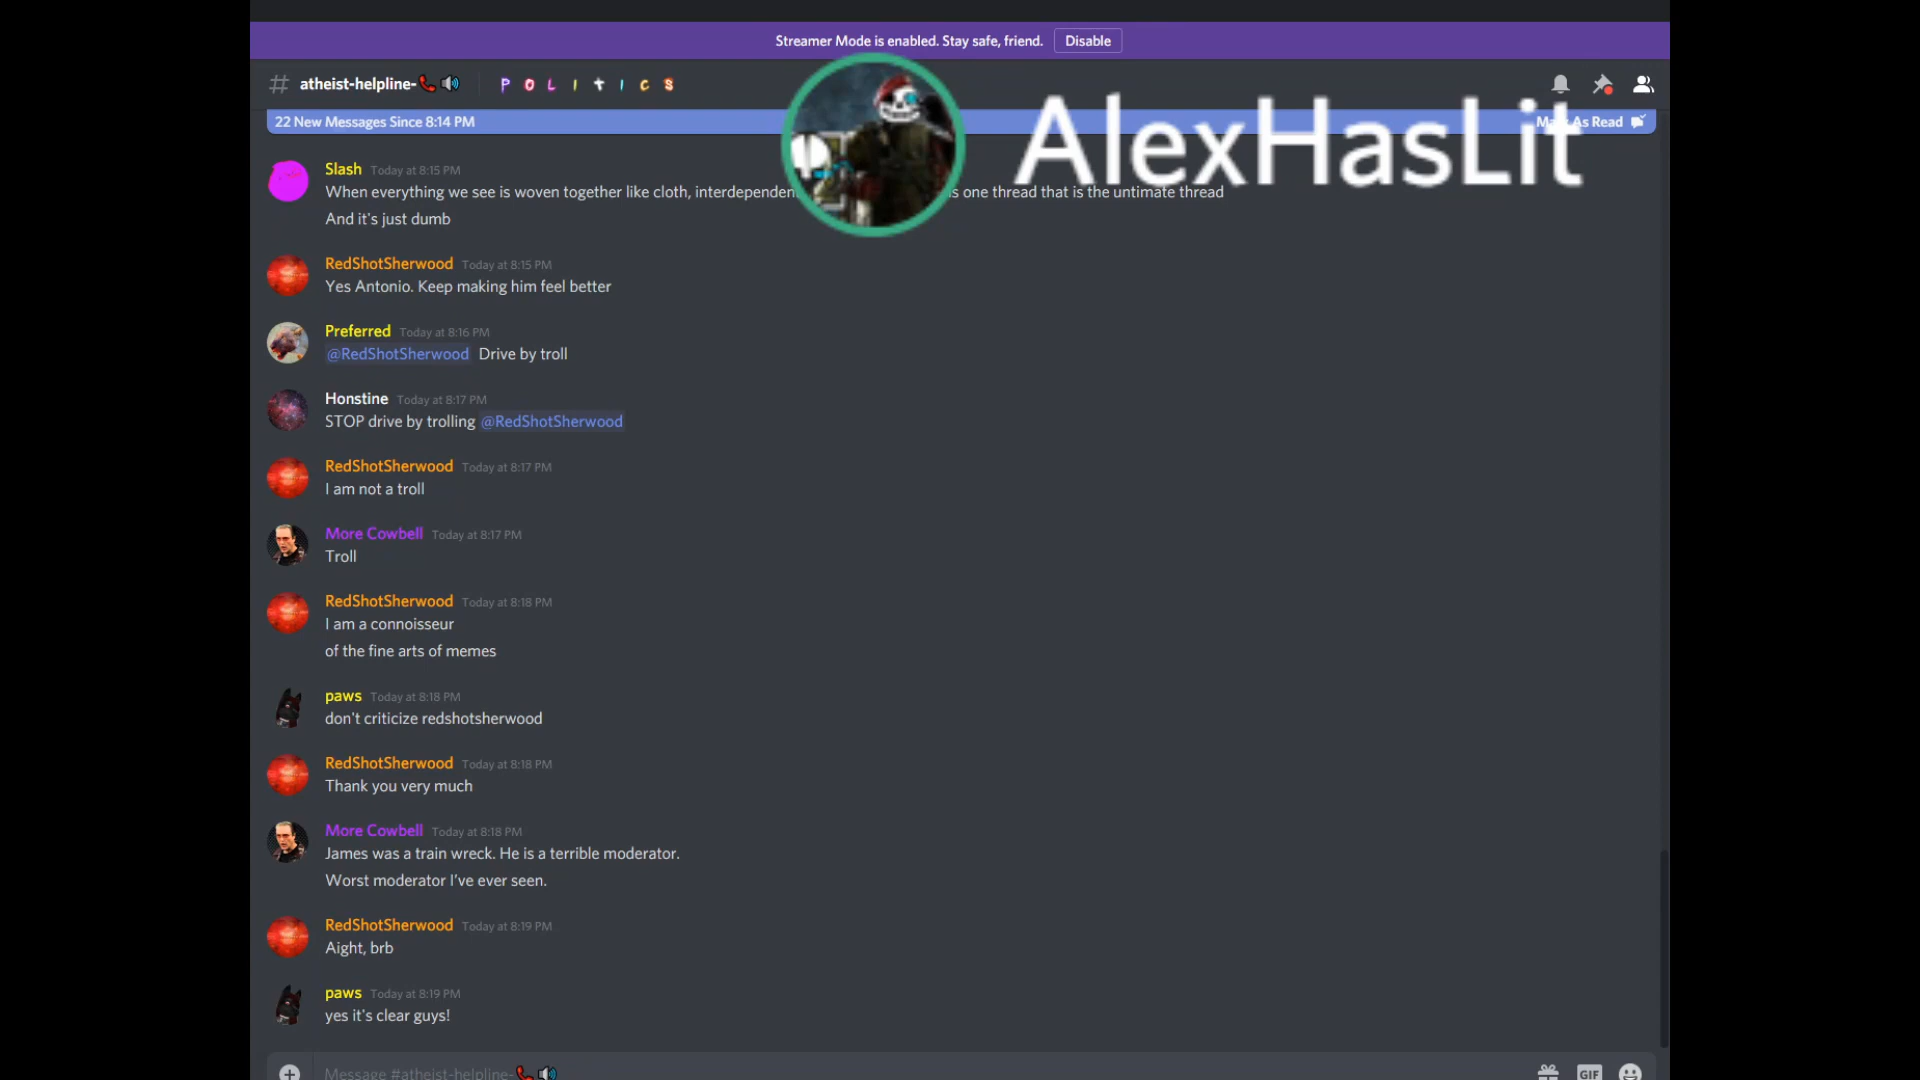 Streamer Mode is enabled. Stay safe, friend. Disable
atheist-helpline- P O L I T I C S
AlexHasLit
22 New Messages Since 8:14 PM As Read
Slash Today at 8:15 PM
When everything we see is woven together like cloth, one thread that is the untimate thread
And it's just dumb
RedShotSherwood Today at 8:15 PM
Yes Antonio. Keep making him feel better
Preferred Today at 8:16 PM
@RedShotSherwood Drive by troll
Honstine Today at 8:17 PM
STOP drive by trolling @RedShotSherwood
RedShotSherwood Today at 8:17 PM
I am not a troll
More Cowbell Today at 8:17 PM
Troll
RedShotSherwood Today at 8:18 PM
I am a connoisseur
of the fine arts of memes
paws Today at 8:18 PM
don't criticize redshotsherwood
RedShotSherwood Today at 8:18 PM
Thank you very much
More Cowbell Today at 8:18 PM
James was a train wreck. He is a terrible moderator.
Worst moderator I've ever seen.
RedShotSherwood Today at 8:19 PM
Aight, brb
paws Today at 8:19 PM
yes it's clear guys!
Message #atheist-helpline- GIF